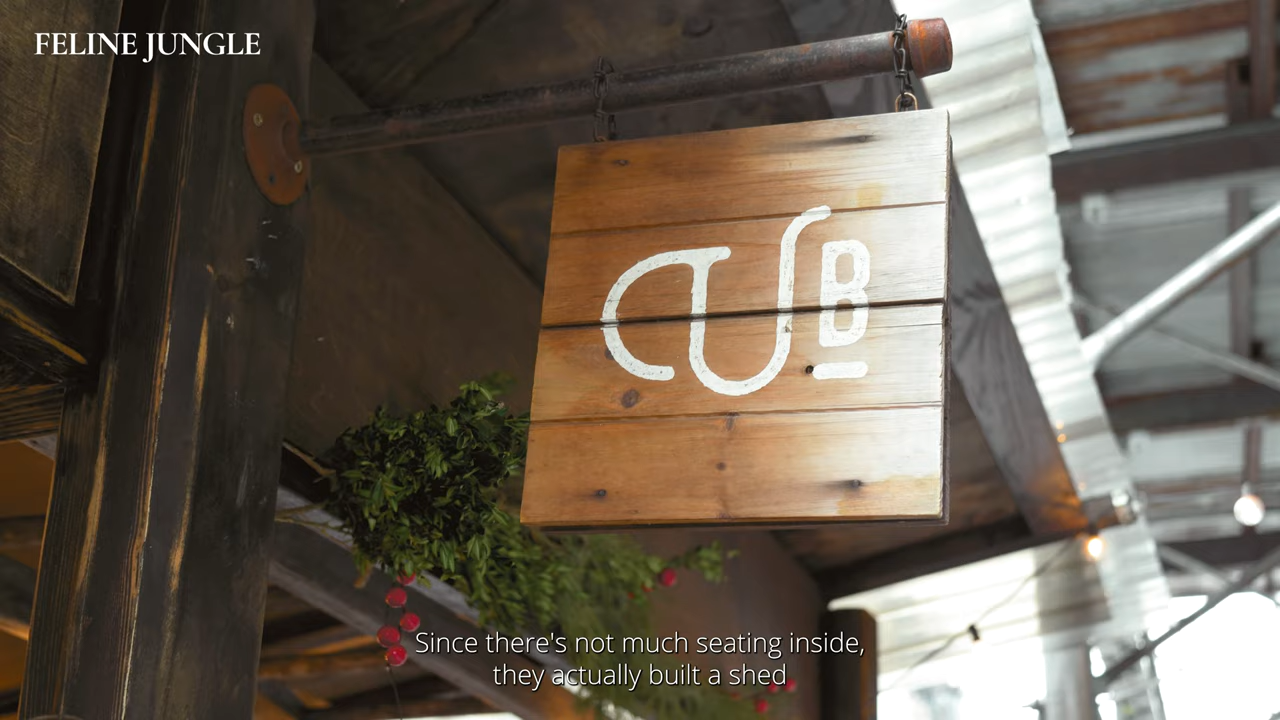 FELINE JUNGLE
CUB
Since there's not much seating inside,
they actually built a shed